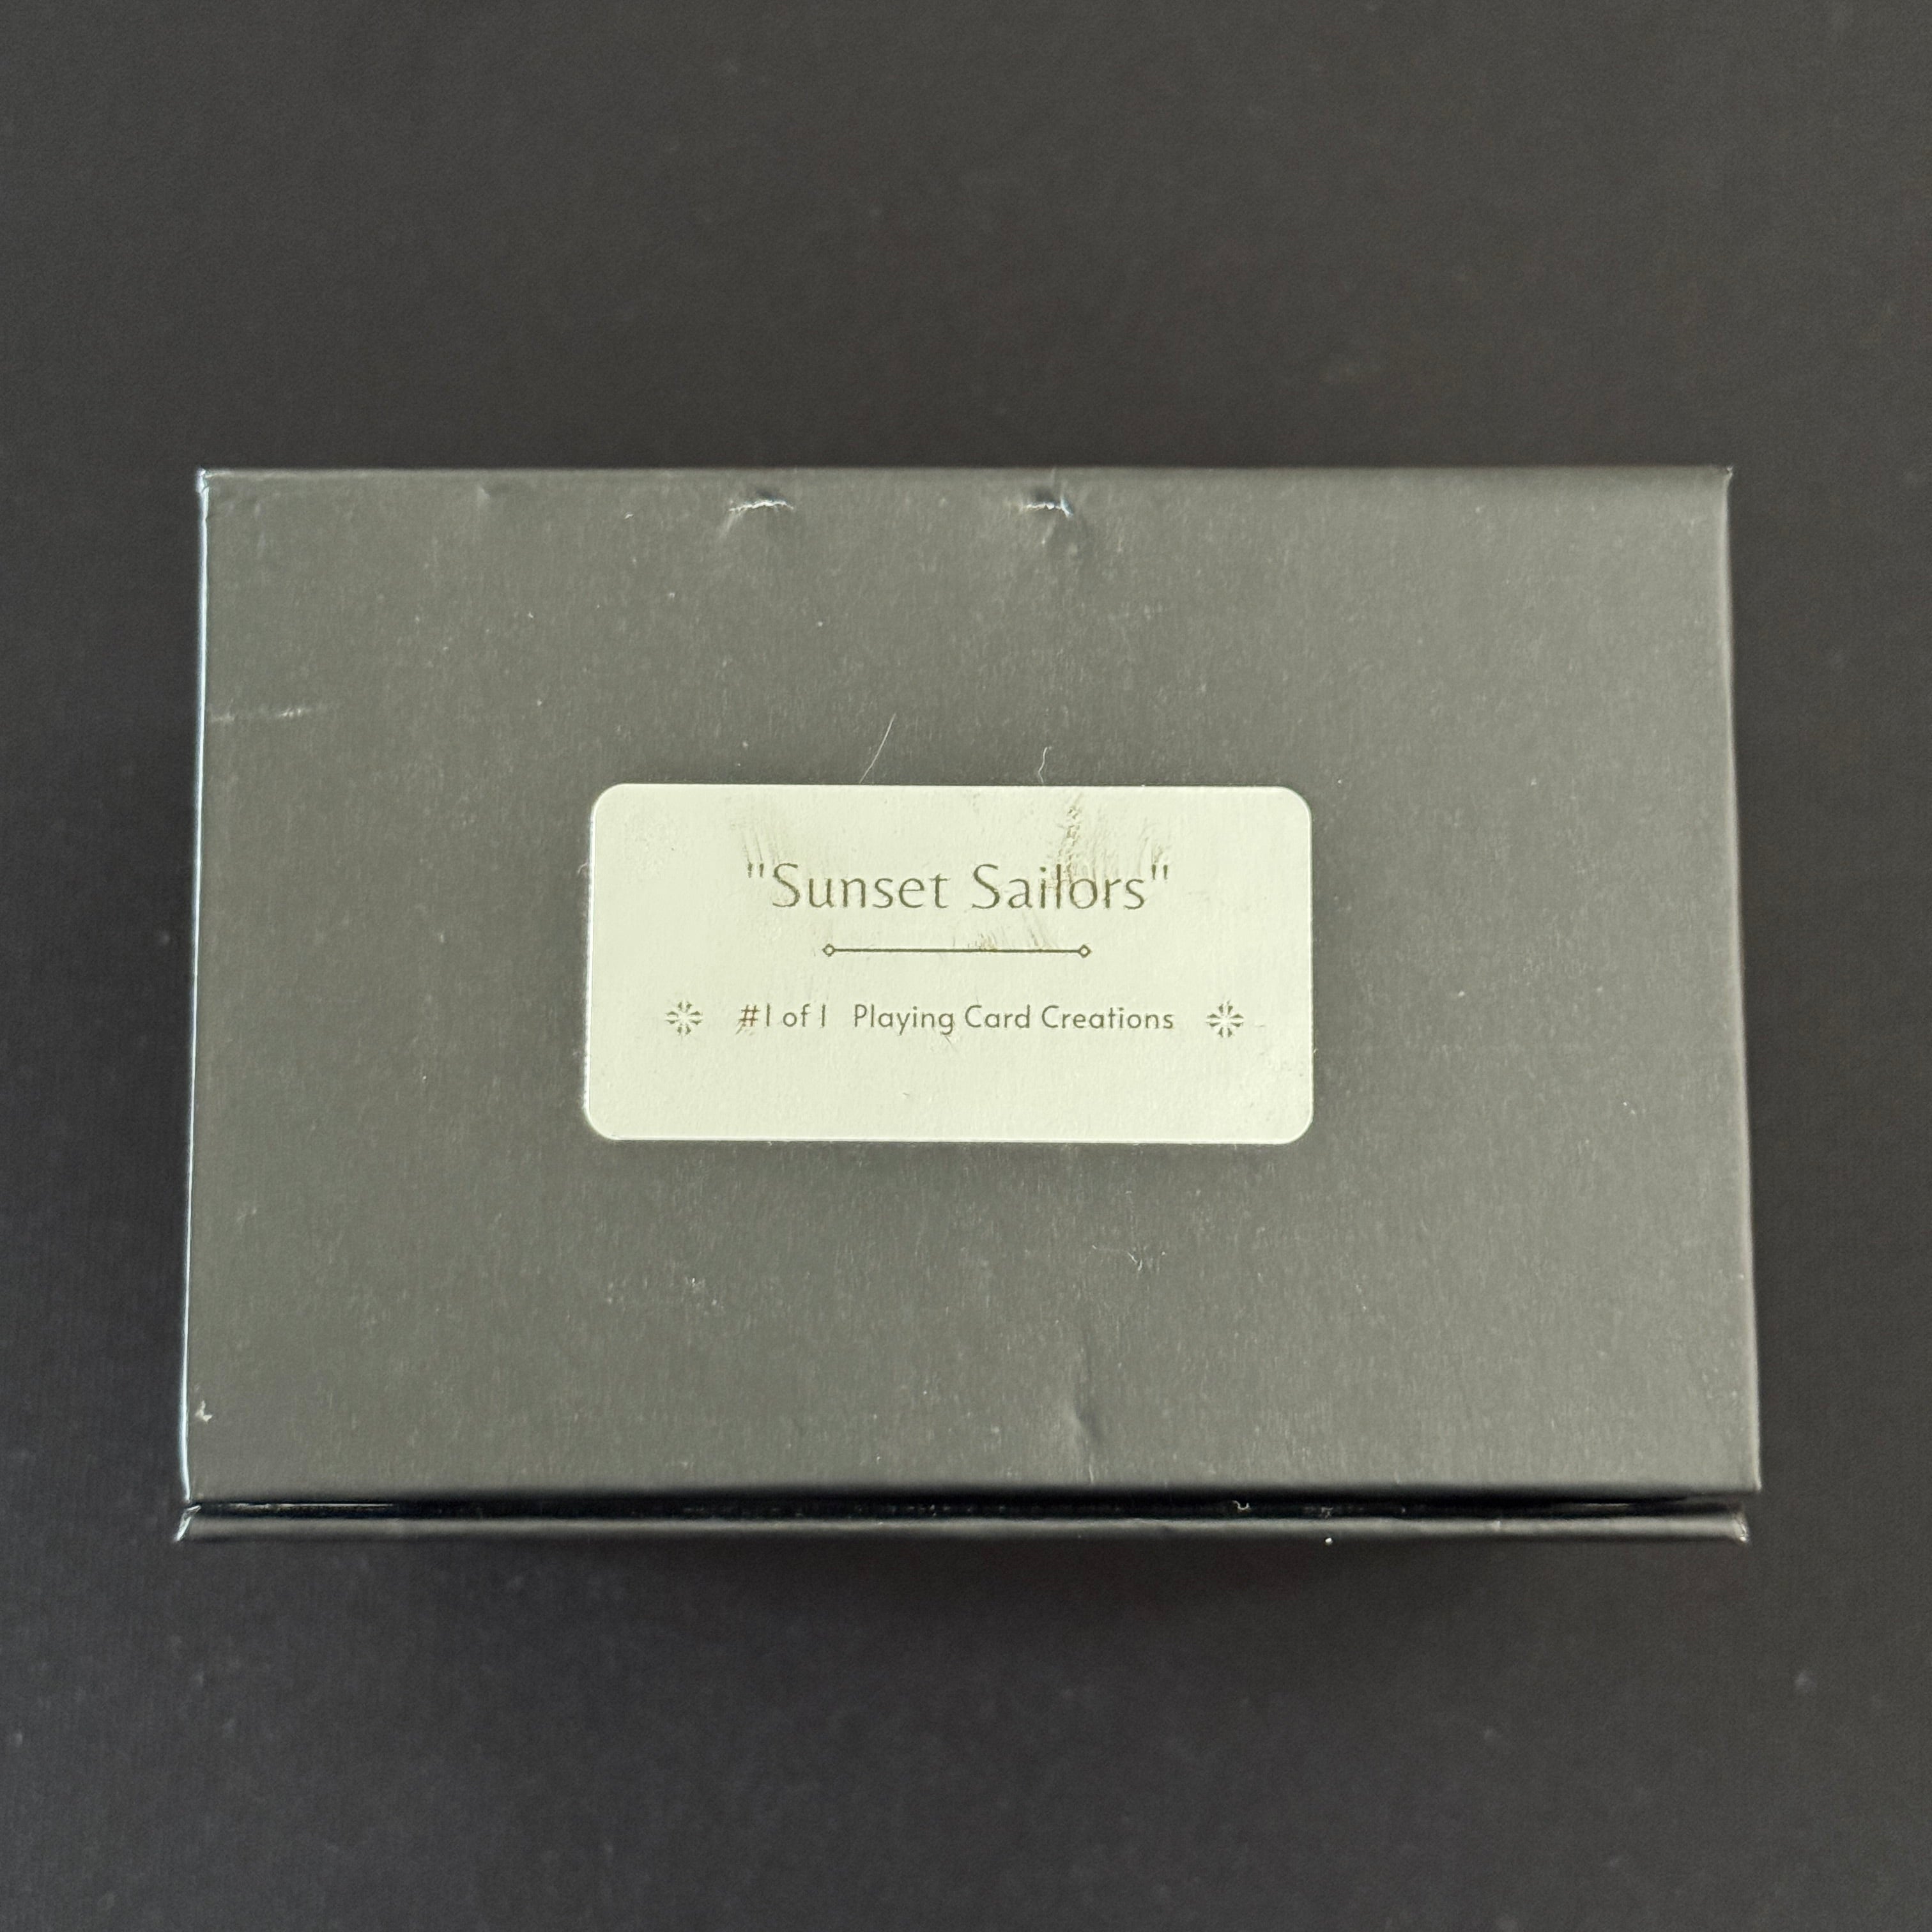 "Sunset Sailors"
#1 of 1 Playing Card Creations